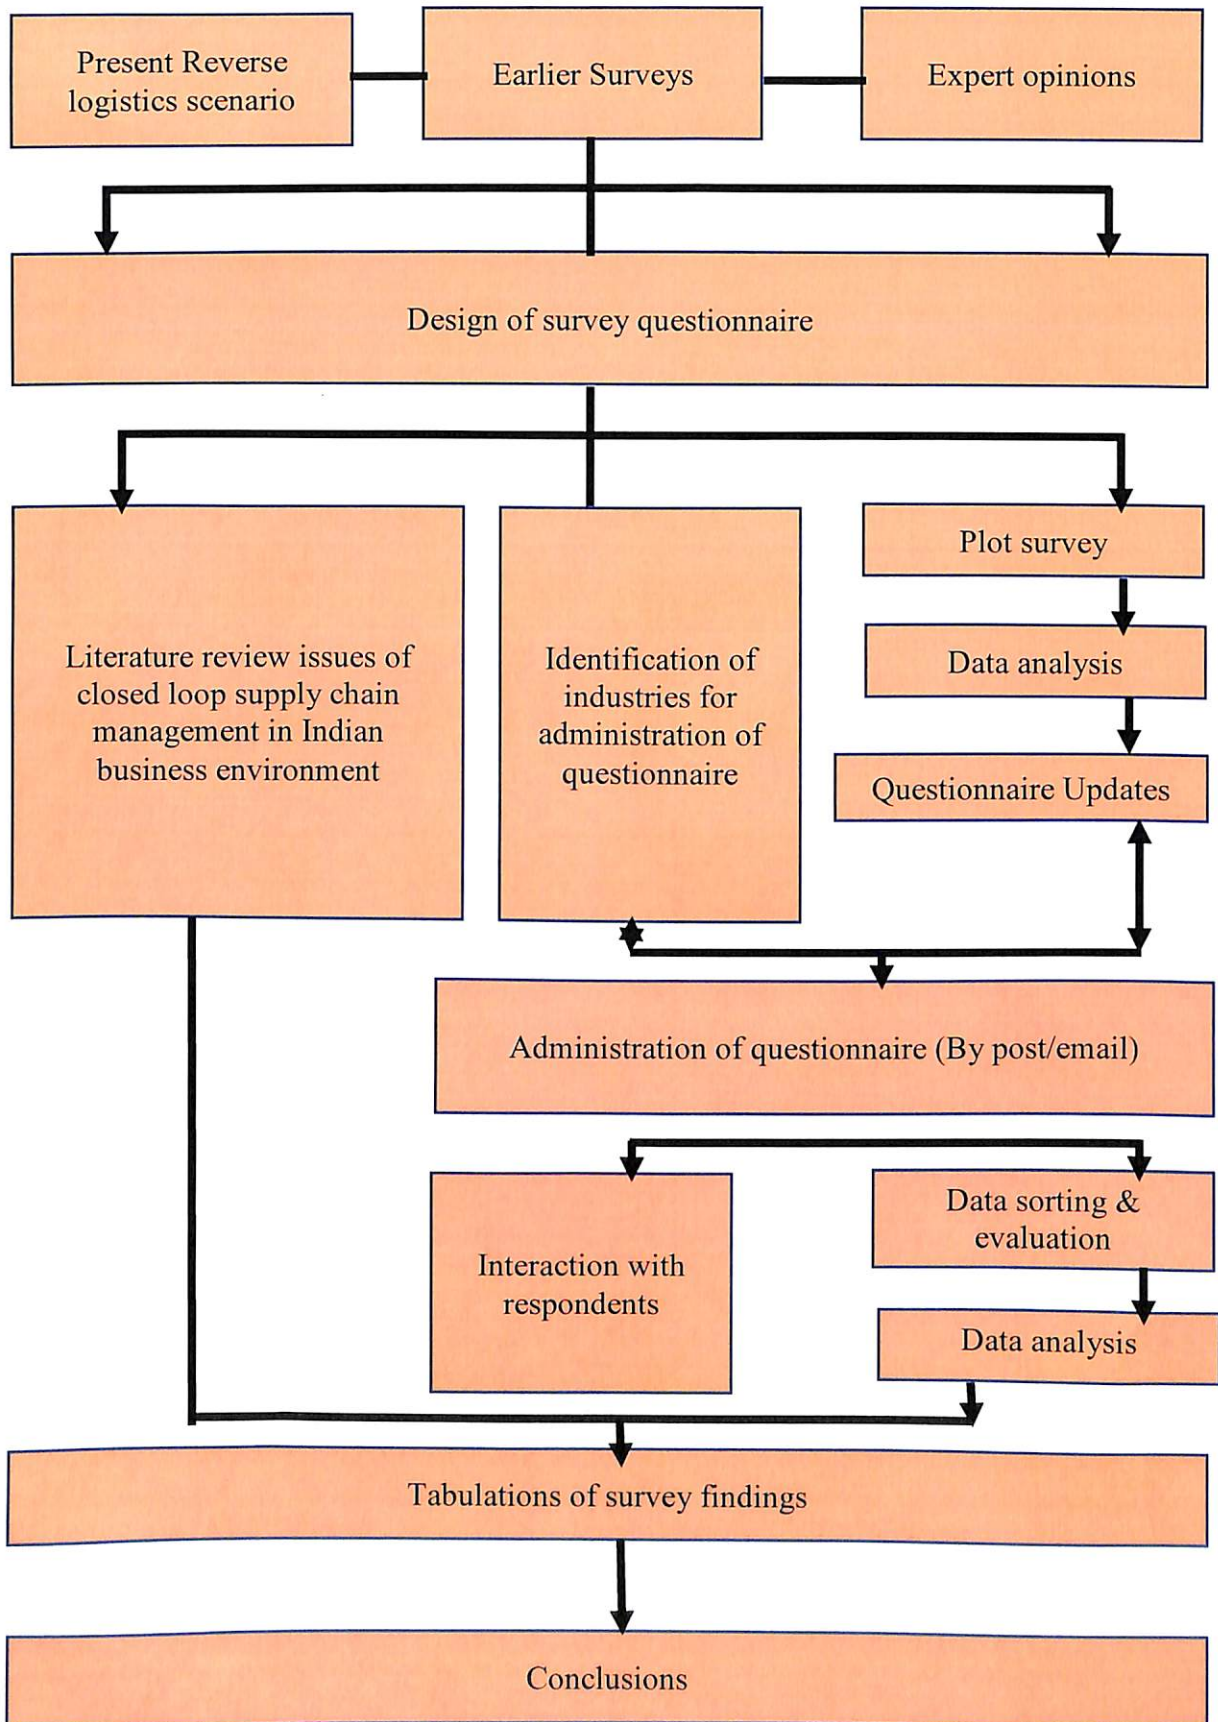 Present Reverse
logistics scenario
Earlier Surveys
Expert opinions
Design of survey questionnaire
Literature review issues of
closed loop supply chain
management in Indian
business environment
Identification of
industries for
administration of
questionnaire
Plot survey
Data analysis
Questionnaire Updates
Administration of questionnaire (By post/email)
Interaction with
respondents
Data sorting &
evaluation
Data analysis
Tabulations of survey findings
Conclusions